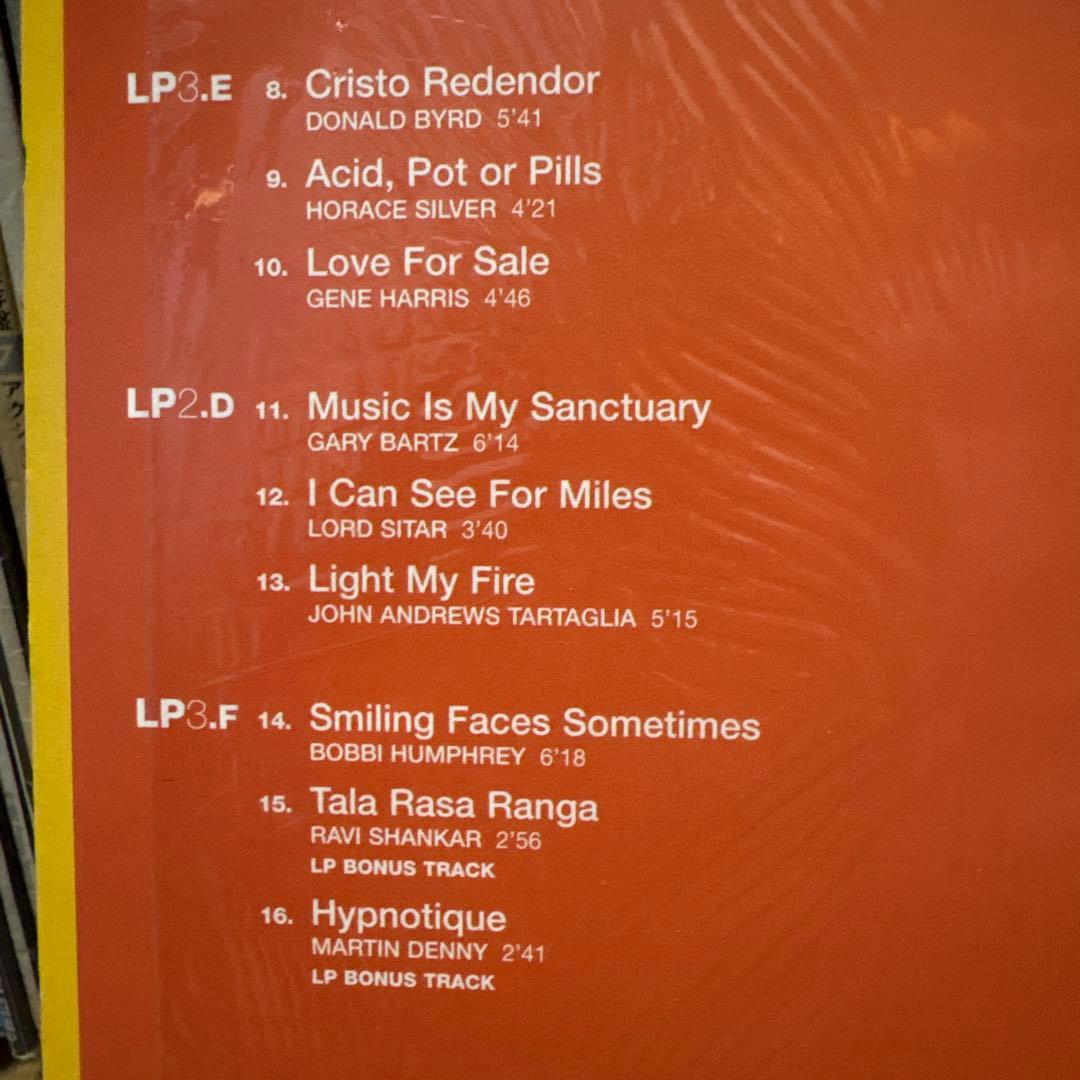 LP3.E 8. Cristo Redendor
DONALD BYRD 5'41
9. Acid, Pot or Pills
HORACE SILVER 4'21
10. Love For Sale
GENE HARRIS 4'46
LP2.D 11. Music Is My Sanctuary
GARY BARTZ 6'14
12. I Can See For Miles
LORD SITAR 3'40
13. Light My Fire
JOHN ANDREWS TARTAGLIA 5'15
LP3.F 14. Smiling Faces Sometimes
BOBBI HUMPHREY 6'18
15. Tala Rasa Ranga
RAVI SHANKAR 2'56
LP BONUS TRACK
16. Hypnotique
MARTIN DENNY 2'41
LP BONUS TRACK